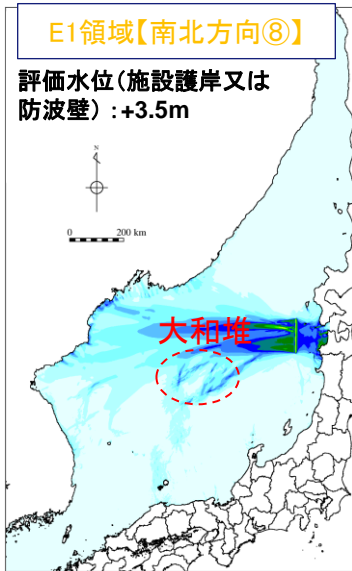 E1領域【南北方向⑧】
評価水位(施設護岸又は
防波壁):+3.5m
N
0 200 km
大和堆